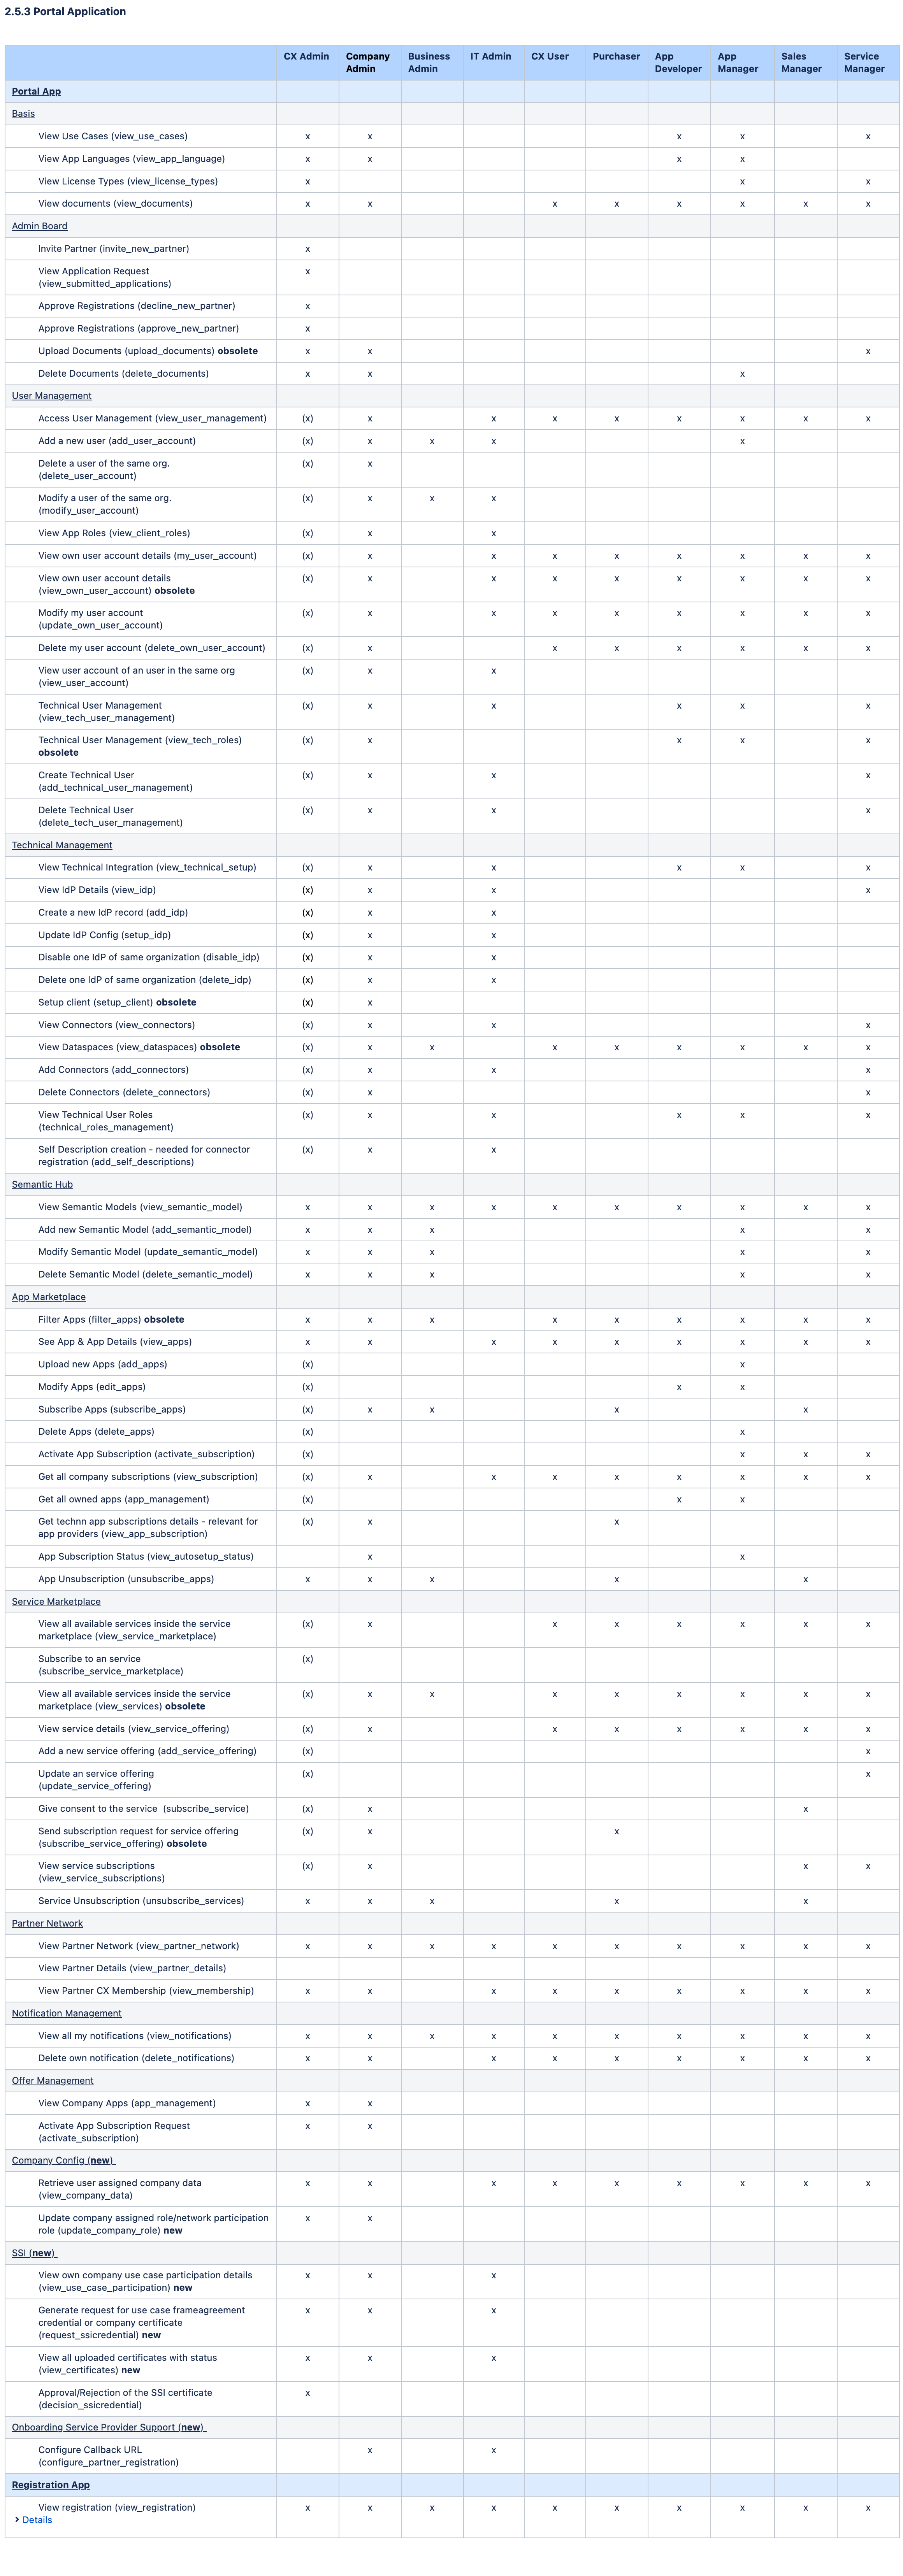 2.5.3 Portal Application
CX Admin Company Admin Business Admin IT Admin CX User Purchaser App Developer App Manager Sales Manager Service Manager
Portal App
Basis
View Use Cases (view_use_cases) x x x x x
View App Languages (view_app_language) x x x x
View License Types (view_license_types) x x x
View documents (view_documents) x x x x x x x x
Admin Board
Invite Partner (invite_new_partner) x
View Application Request x
(view_submitted_applications)
Approve Registrations (decline_new_partner) x
Approve Registrations (approve_new_partner) x
Upload Documents (upload_documents) obsolete x x x
Delete Documents (delete_documents) x x x
User Management
Access User Management (view_user_management) (x) x x x x x x x x
Add a new user (add_user_account) (x) x x x x
Delete a user of the same org. (x) x
(delete_user_account)
Modify a user of the same org. (x) x x x
(modify_user_account)
View App Roles (view_client_roles) (x) x x
View own user account details (my_user_account) (x) x x x x x x x x
View own user account details (x) x x x x x x x x
(view_own_user_account) obsolete
Modify my user account (x) x x x x x x x x
(update_own_user_account)
Delete my user account (delete_own_user_account) (x) x x x x x x x
View user account of an user in the same org (x) x x
(view_user_account)
Technical User Management (x) x x x x x
(view_tech_user_management)
Technical User Management (view_tech_roles) (x) x x x x
obsolete
Create Technical User (x) x x x
(add_technical_user_management)
Delete Technical User (x) x x x
(delete_tech_user_management)
Technical Management
View Technical Integration (view_technical_setup) (x) x x x x x
View IdP Details (view_idp) (x) x x x
Create a new IdP record (add_idp) (x) x x
Update IdP Config (setup_idp) (x) x x
Disable one IdP of same organization (disable_idp) (x) x x
Delete one IdP of same organization (delete_idp) (x) x x
Setup client (setup_client) obsolete (x) x
View Connectors (view_connectors) (x) x x x
View Dataspaces (view_dataspaces) obsolete (x) x x x x x x x x
Add Connectors (add_connectors) (x) x x x
Delete Connectors (delete_connectors) (x) x x
View Technical User Roles (x) x x x x x
(technical_roles_management)
Self Description creation - needed for connector (x) x x
registration (add_self_descriptions)
Semantic Hub
View Semantic Models (view_semantic_model) x x x x x x x x x x
Add new Semantic Model (add_semantic_model) x x x x x
Modify Semantic Model (update_semantic_model) x x x x x
Delete Semantic Model (delete_semantic_model) x x x x x
App Marketplace
Filter Apps (filter_apps) obsolete x x x x x x x x x
See App & App Details (view_apps) x x x x x x x x x
Upload new Apps (add_apps) (x) x
Modify Apps (edit_apps) (x) x x
Subscribe Apps (subscribe_apps) (x) x x x x
Delete Apps (delete_apps) (x) x
Activate App Subscription (activate_subscription) (x) x x x
Get all company subscriptions (view_subscription) (x) x x x x x x x x
Get all owned apps (app_management) (x) x x
Get technn app subscriptions details - relevant for (x) x x
app providers (view_app_subscription)
App Subscription Status (view_autosetup_status) x x
App Unsubscription (unsubscribe_apps) x x x x x
Service Marketplace
View all available services inside the service (x) x x x x x x x
marketplace (view_service_marketplace)
Subscribe to an service (x)
(subscribe_service_marketplace)
View all available services inside the service (x) x x x x x x x x
marketplace (view_services) obsolete
View service details (view_service_offering) (x) x x x x x x x
Add a new service offering (add_service_offering) (x) x
Update an service offering (x) x
(update_service_offering)
Give consent to the service (subscribe_service) (x) x x
Send subscription request for service offering (x) x x
(subscribe_service_offering) obsolete
View service subscriptions (x) x x x
(view_service_subscriptions)
Service Unsubscription (unsubscribe_services) x x x x x
Partner Network
View Partner Network (view_partner_network) x x x x x x x x x x
View Partner Details (view_partner_details)
View Partner CX Membership (view_membership) x x x x x x x x x
Notification Management
View all my notifications (view_notifications) x x x x x x x x x x
Delete own notification (delete_notifications) x x x x x x x x x
Offer Management
View Company Apps (app_management) x x
Activate App Subscription Request x x
(activate_subscription)
Company Config (new)
Retrieve user assigned company data x x x x x x x x x
(view_company_data)
Update company assigned role/network participation x x
role (update_company_role) new
SSI (new)
View own company use case participation details x x x
(view_use_case_participation) new
Generate request for use case frameagreement x x x
credential or company certificate
(request_ssicredential) new
View all uploaded certificates with status x x x
(view_certificates) new
Approval/Rejection of the SSI certificate x
(decision_ssicredential)
Onboarding Service Provider Support (new)
Configure Callback URL x x
(configure_partner_registration)
Registration App
View registration (view_registration) x x x x x x x x x x
Details